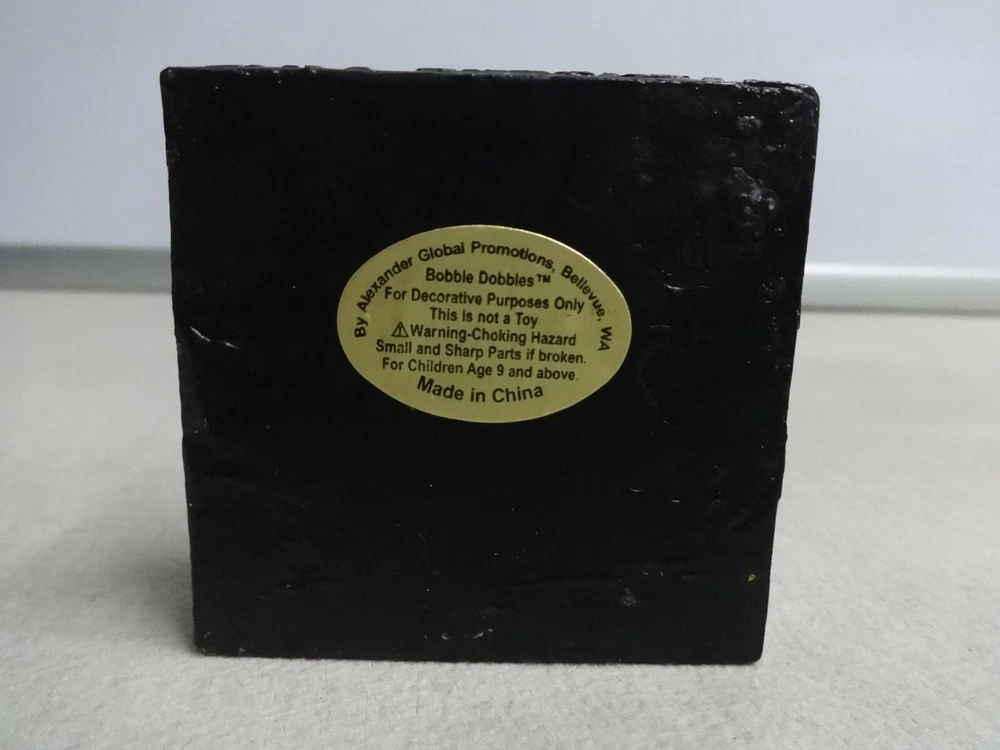 By Alexander Global Promotions, Bellevue, WA
Bobble Dobbles™
For Decorative Purposes Only
This is not a Toy
⚠Warning-Choking Hazard
Small and Sharp Parts if broken.
For Children Age 9 and above.
Made in China